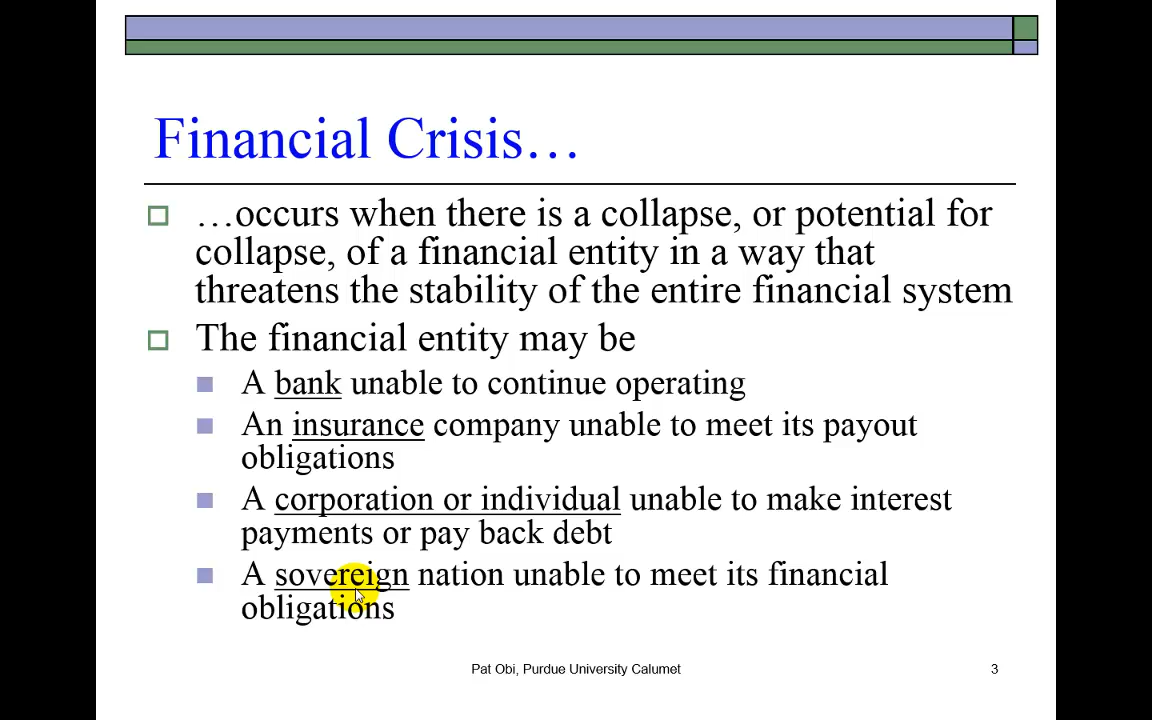 Financial Crisis…
…occurs when there is a collapse, or potential for
collapse, of a financial entity in a way that
threatens the stability of the entire financial system
The financial entity may be
A bank unable to continue operating
An insurance company unable to meet its payout
obligations
A corporation or individual unable to make interest
payments or pay back debt
A sovereign nation unable to meet its financial
obligations
Pat Obi, Purdue University Calumet
3